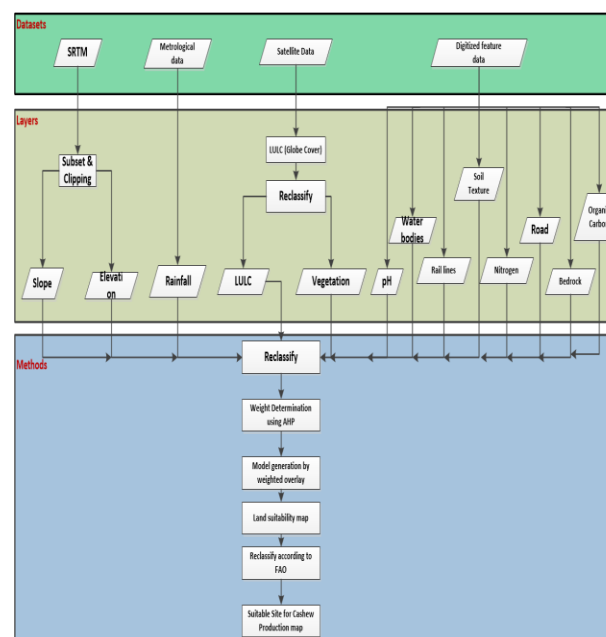 Datasets
SRTM
Metrological
data
Satellite Data
Digitized feature
data
Layers
LULC (Globe Cover)
Subset &
Clipping
Reclassify
Soil
Texture
Water
bodies
Road
Organi
Carbon
Slope
Elevati
on
Rainfall
LULC
Vegetation
pH
Rail lines
Nitrogen
Bedrock
Methods
Reclassify
Weight Determination
using AHP
Model generation by
weighted overlay
Land suitability map
Reclassify according to
FAO
Suitable Site for Cashew
Production map